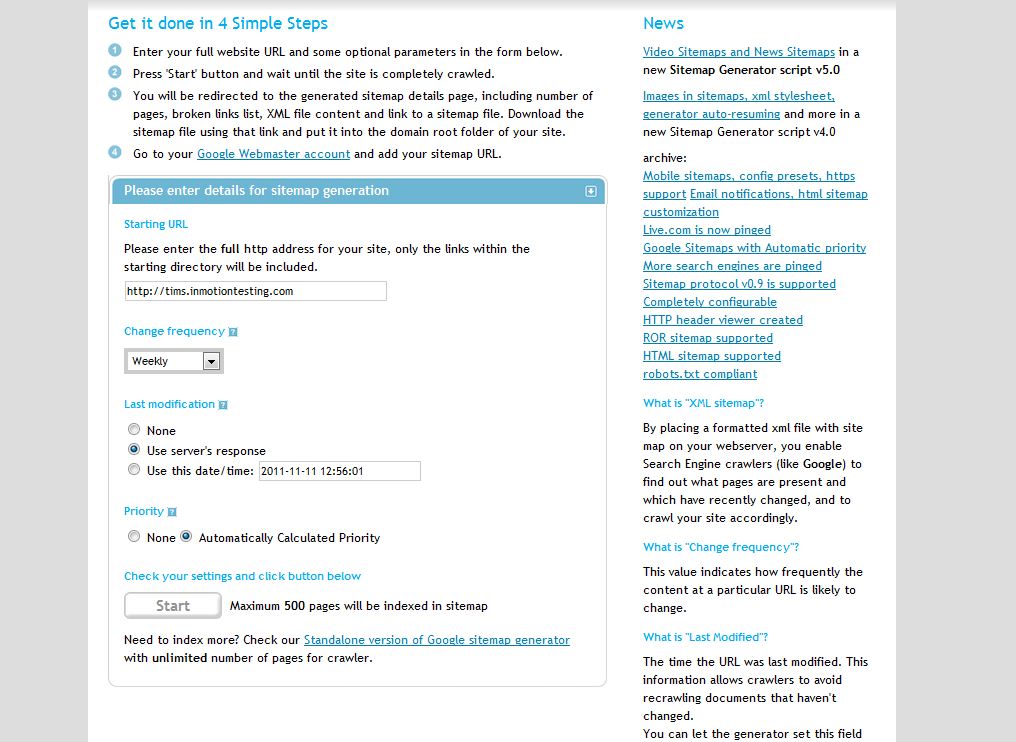 Get it done in 4 Simple Steps
1 Enter your full website URL and some optional parameters in the form below.
2 Press 'Start' button and wait until the site is completely crawled.
3 You will be redirected to the generated sitemap details page, including number of
pages, broken links list, XML file content and link to a sitemap file. Download the
sitemap file using that link and put it into the domain root folder of your site.
4 Go to your Google Webmaster account and add your sitemap URL.
Please enter details for sitemap generation
Starting URL
Please enter the full http address for your site, only the links within the
starting directory will be included.
http://tims.inmotiontesting.com
Change frequency ?
Weekly
Last modification ?
None
Use server's response
Use this date/time: 2011-11-11 12:56:01
Priority ?
None Automatically Calculated Priority
Check your settings and click button below
Start Maximum 500 pages will be indexed in sitemap
Need to index more? Check our Standalone version of Google sitemap generator
with unlimited number of pages for crawler.
News
Video Sitemaps and News Sitemaps in a
new Sitemap Generator script v5.0
Images in sitemaps, xml stylesheet,
generator auto-resuming and more in a
new Sitemap Generator script v4.0
archive:
Mobile sitemaps, config presets, https
support Email notifications, html sitemap
customization
Live.com is now pinged
Google Sitemaps with Automatic priority
More search engines are pinged
Sitemap protocol v0.9 is supported
Completely configurable
HTTP header viewer created
ROR sitemap supported
HTML sitemap supported
robots.txt compliant
What is "XML sitemap"?
By placing a formatted xml file with site
map on your webserver, you enable
Search Engine crawlers (like Google) to
find out what pages are present and
which have recently changed, and to
crawl your site accordingly.
What is "Change frequency"?
This value indicates how frequently the
content at a particular URL is likely to
change.
What is "Last Modified"?
The time the URL was last modified. This
information allows crawlers to avoid
recrawling documents that haven't
changed.
You can let the generator set this field